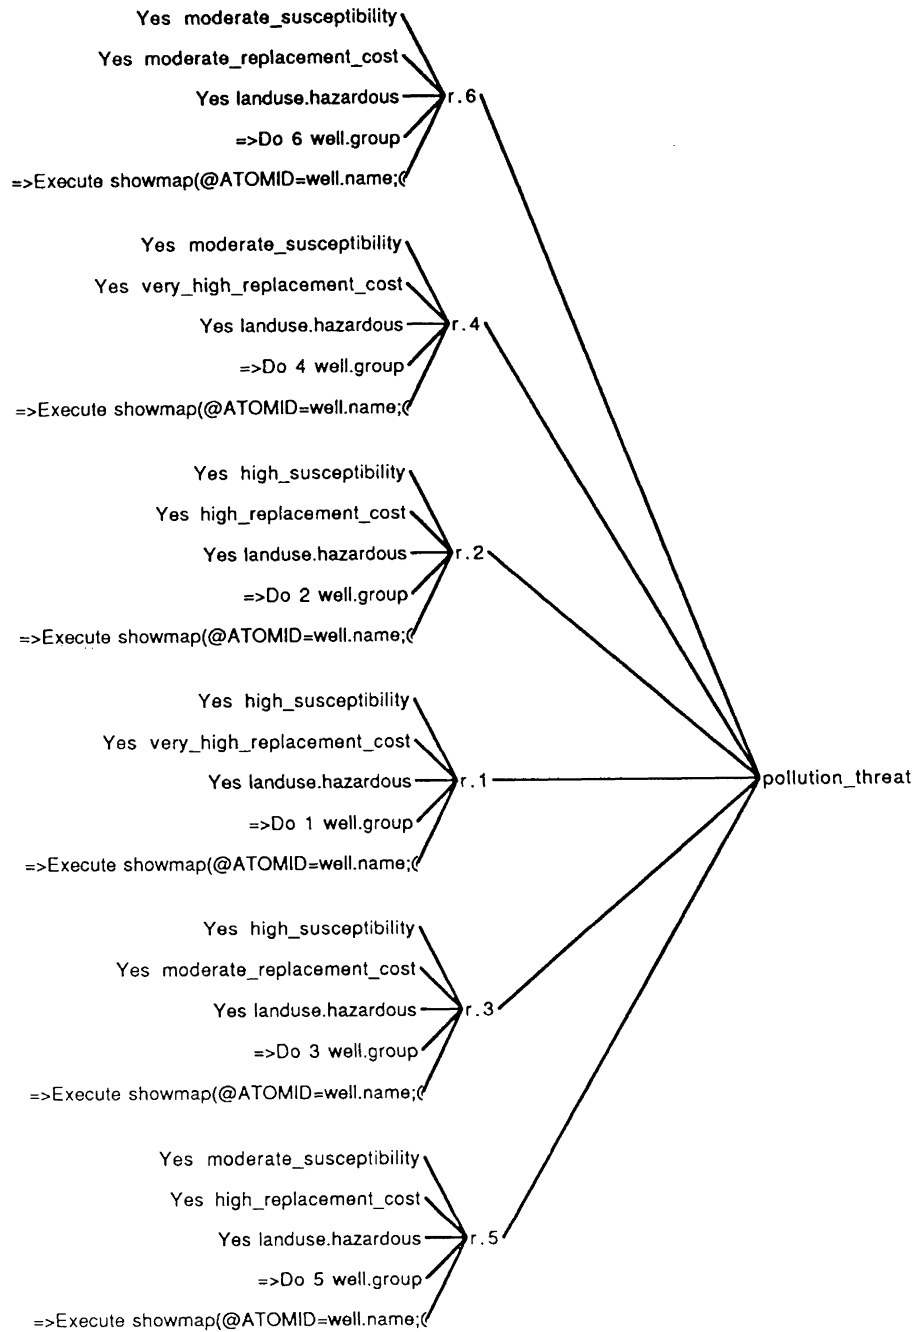 Yes moderate_susceptibility
Yes moderate_replacement_cost
Yes landuse.hazardous
r.6
=>Do 6 well.group
=>Execute showmap(@ATOMID=well.name;(
Yes moderate_susceptibility
Yes very_high_replacement_cost
Yes landuse.hazardous
r.4
=>Do 4 well.group
=>Execute showmap(@ATOMID=well.name;(
Yes high_susceptibility
Yes high_replacement_cost
Yes landuse.hazardous
r.2
=>Do 2 well.group
=>Execute showmap(@ATOMID=well.name;(
Yes high_susceptibility
Yes very_high_replacement_cost
Yes landuse.hazardous
r.1
pollution_threat
=>Do 1 well.group
=>Execute showmap(@ATOMID=well.name;(
Yes high_susceptibility
Yes moderate_replacement_cost
Yes landuse.hazardous
r.3
=>Do 3 well.group
=>Execute showmap(@ATOMID=well.name;(
Yes moderate_susceptibility
Yes high_replacement_cost
Yes landuse.hazardous
r.5
=>Do 5 well.group
=>Execute showmap(@ATOMID=well.name;(